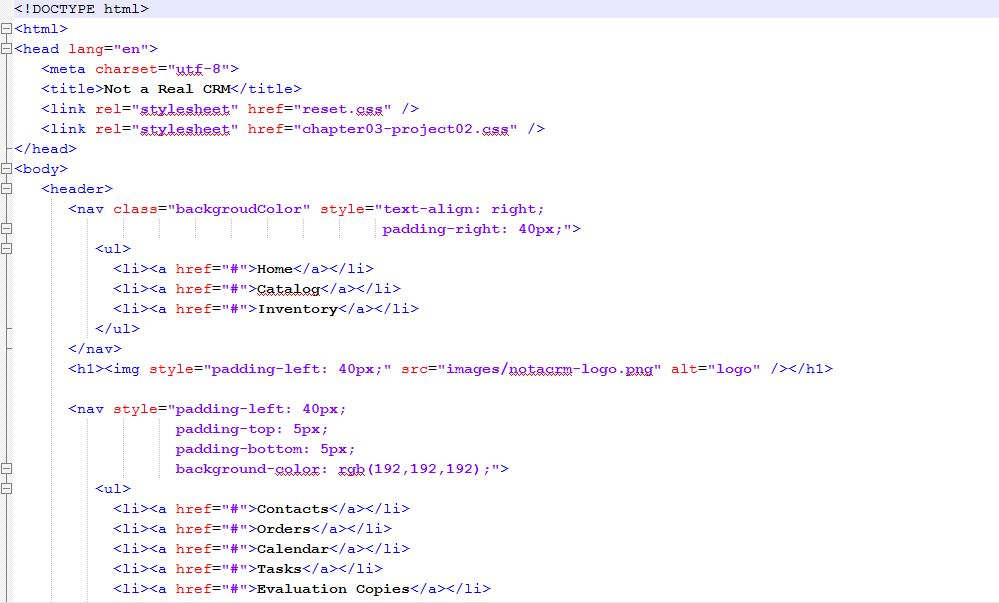 <!DOCTYPE html>
<html>
<head lang="en">
<meta charset="utf-8">
<title>Not a Real CRM</title>
<link rel="stylesheet" href="reset.css" />
<link rel="stylesheet" href="chapter03-project02.css" />
</head>
<body>
<header>
<nav class="backgroudColor" style="text-align: right;
padding-right: 40px;">
<ul>
<li><a href="#">Home</a></li>
<li><a href="#">Catalog</a></li>
<li><a href="#">Inventory</a></li>
</ul>
</nav>
<h1><img style="padding-left: 40px;" src="images/notacrm-logo.png" alt="logo" /></h1>
<nav style="padding-left: 40px;
padding-top: 5px;
padding-bottom: 5px;
background-color: rgb(192,192,192);">
<ul>
<li><a href="#">Contacts</a></li>
<li><a href="#">Orders</a></li>
<li><a href="#">Calendar</a></li>
<li><a href="#">Tasks</a></li>
<li><a href="#">Evaluation Copies</a></li>